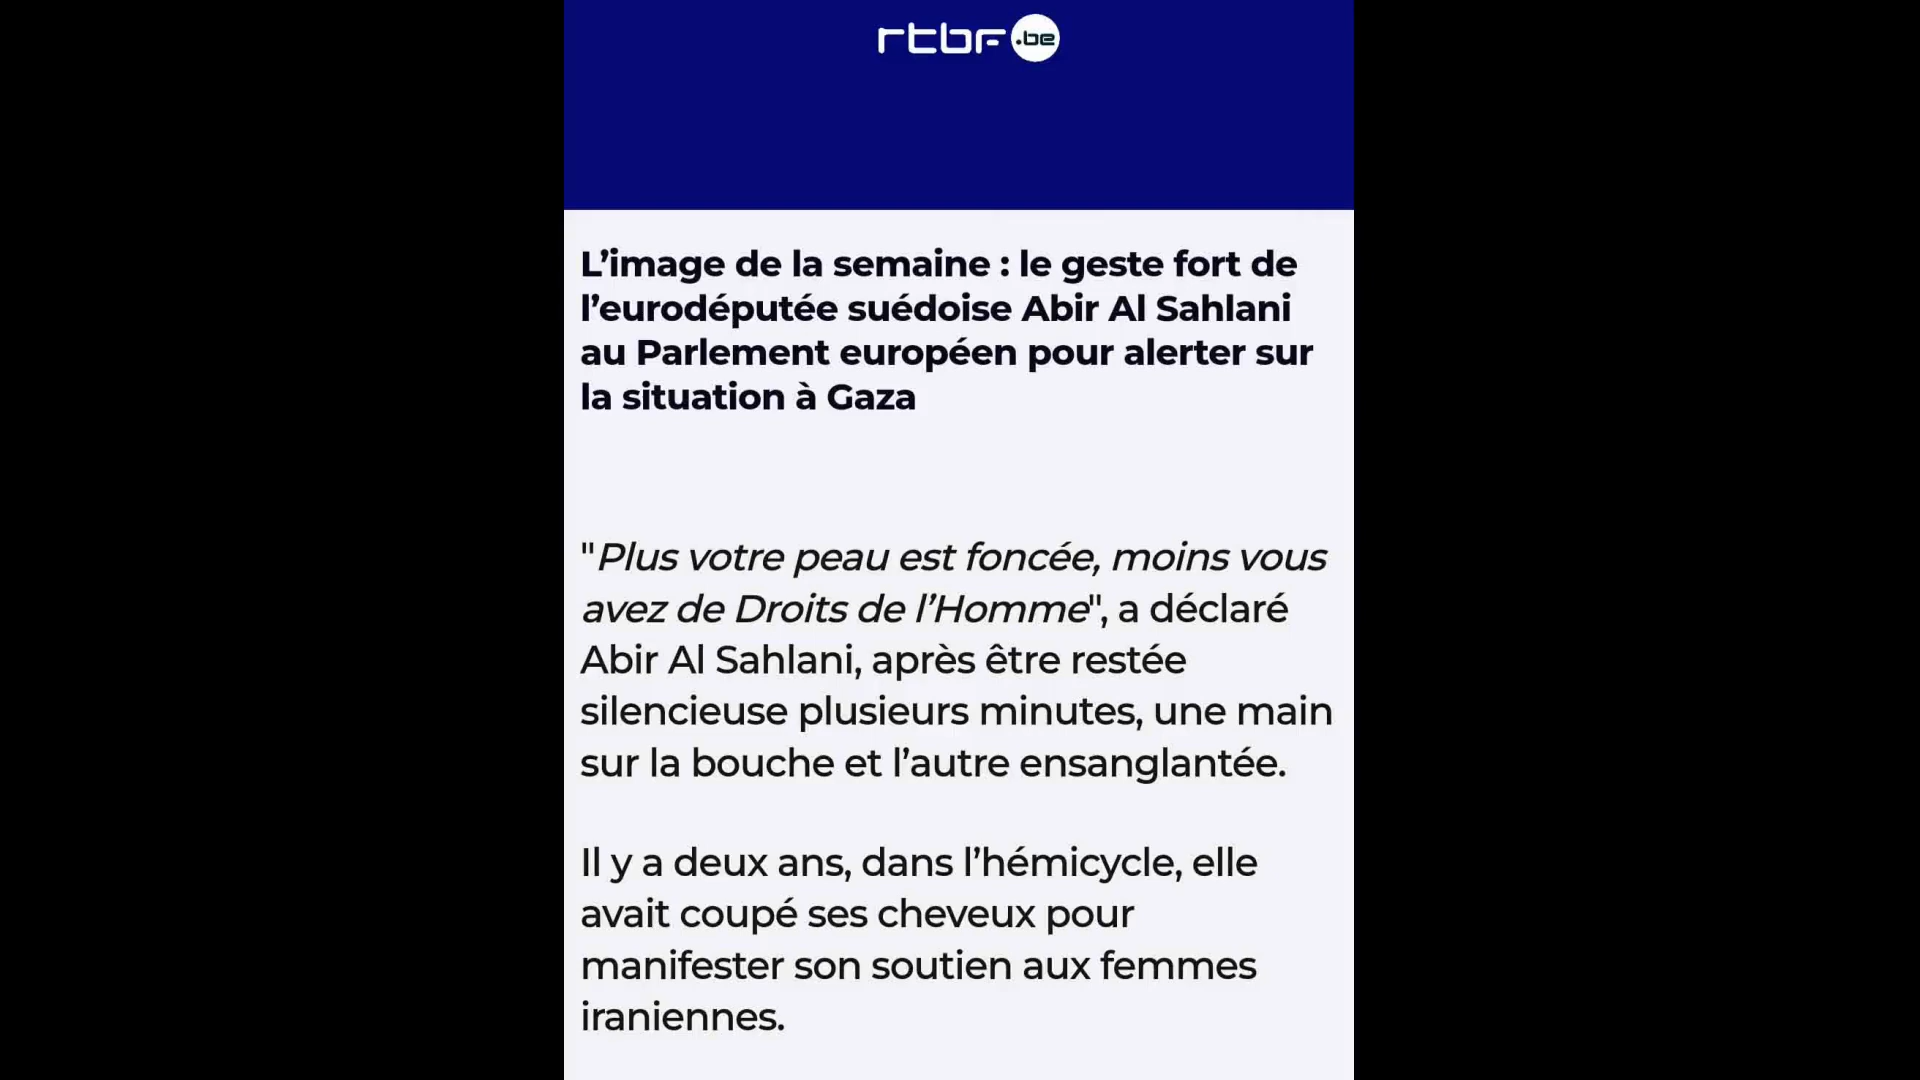 rtbf.be
L’image de la semaine : le geste fort de
l’eurodéputée suédoise Abir Al Sahlani
au Parlement européen pour alerter sur
la situation à Gaza
"Plus votre peau est foncée, moins vous
avez de Droits de l’Homme", a déclaré
Abir Al Sahlani, après être restée
silencieuse plusieurs minutes, une main
sur la bouche et l’autre ensanglantée.
Il y a deux ans, dans l’hémicycle, elle
avait coupé ses cheveux pour
manifester son soutien aux femmes
iraniennes.